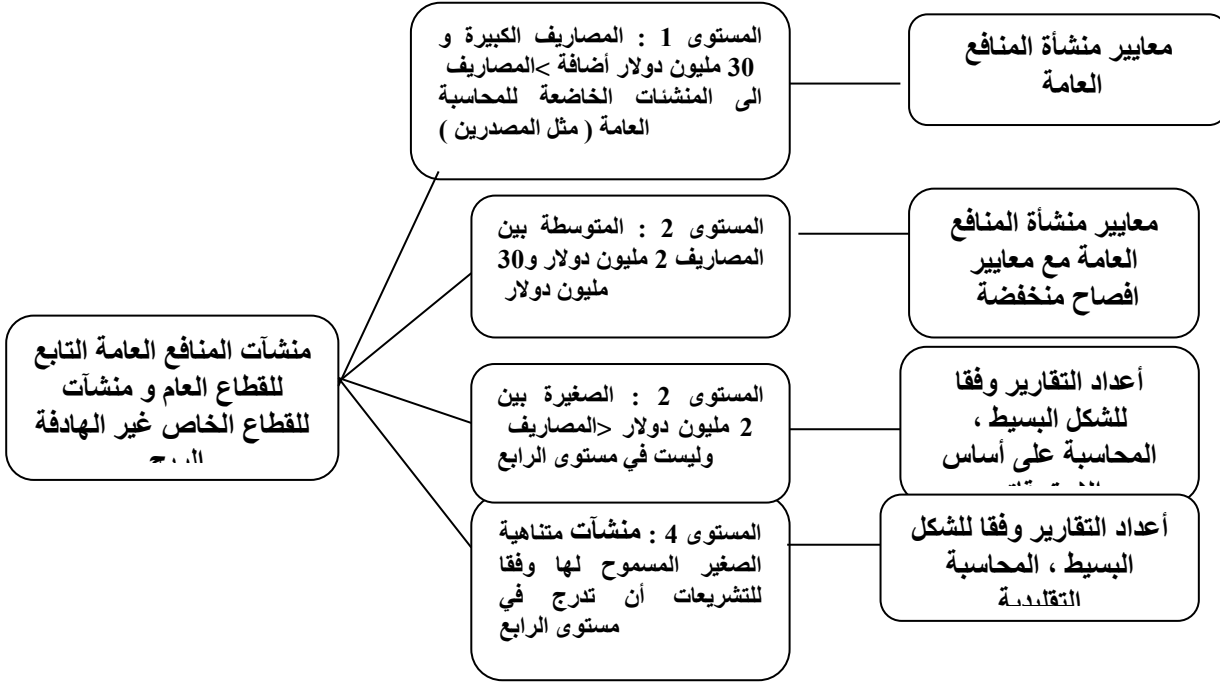 المستوى 1 : المصاريف الكبيرة و
30 مليون دولار أضافة >المصاريف
الى المنشئات الخاضعة للمحاسبة
العامة ( مثل المصدرين )
معايير منشأة المنافع
العامة
المستوى 2 : المتوسطة بين
المصاريف 2 مليون دولار و30
مليون دولار
معايير منشأة المنافع
العامة مع معايير
افصاح منخفضة
منشآت المنافع العامة التابع
للقطاع العام و منشآت
للقطاع الخاص غير الهادفة
المستوى 2 : الصغيرة بين
2 مليون دولار <المصاريف
وليست في مستوى الرابع
أعداد التقارير وفقا
للشكل البسيط ،
المحاسبة على أساس
المستوى 4 : منشآت متناهية
الصغير المسموح لها وفقا
للتشريعات أن تدرج في
مستوى الرابع
أعداد التقارير وفقا للشكل
البسيط ، المحاسبة
التقليدية